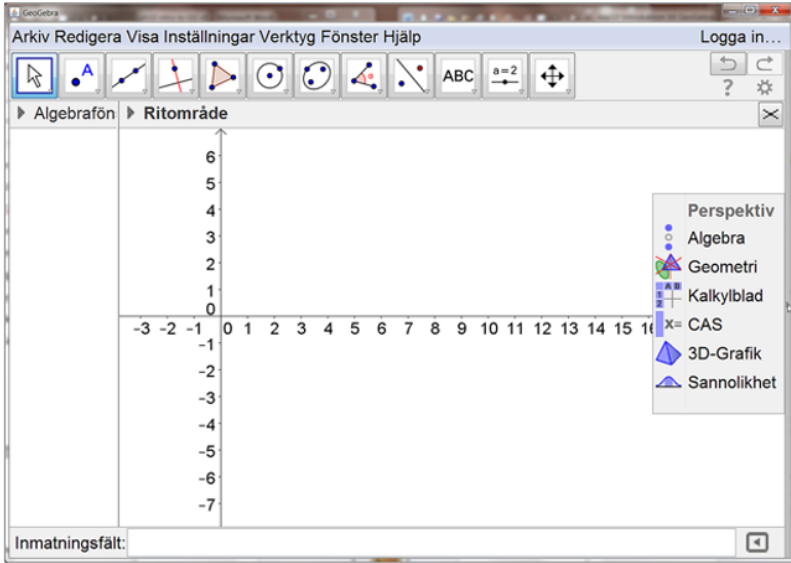 GeoGebra
Arkiv Redigera Visa Inställningar Verktyg Fönster Hjälp Logga in…
A ABC a=2 ?
Algebrafön Ritområde
6
5
4
3
2
1
0
-3 -2 -1 0 1 2 3 4 5 6 7 8 9 10 11 12 13 14 15
-1
-2
-3
-4
-5
-6
-7
Perspektiv
Algebra
Geometri
A B 1 2 Kalkylblad
x= CAS
3D-Grafik
Sannolikhet
Inmatningsfält: